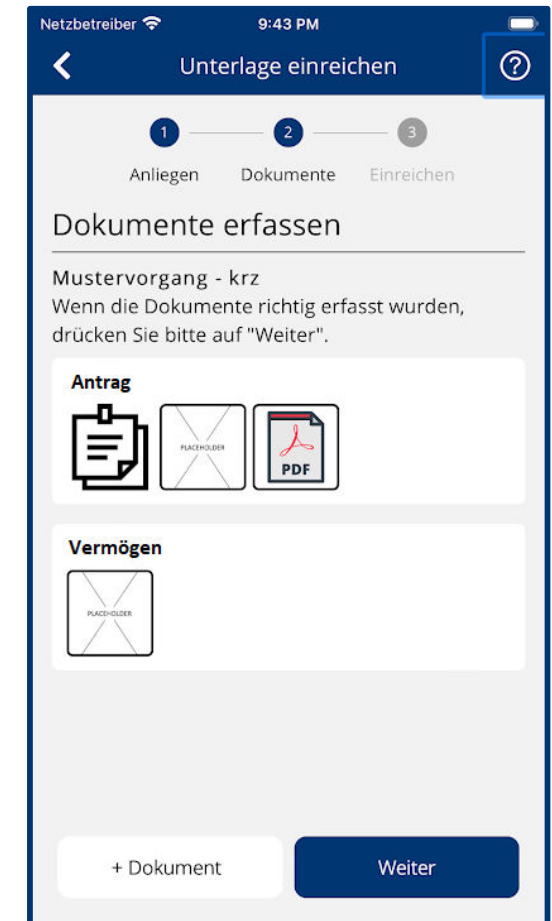 Netzbetreiber 9:43 PM
Unterlage einreichen
1 2 3
Anliegen Dokumente Einreichen
Dokumente erfassen
Mustervorgang - krz
Wenn die Dokumente richtig erfasst wurden,
drücken Sie bitte auf "Weiter".
Antrag
PLACEHOLDER
PDF
Vermögen
PLACEHOLDER
+ Dokument Weiter